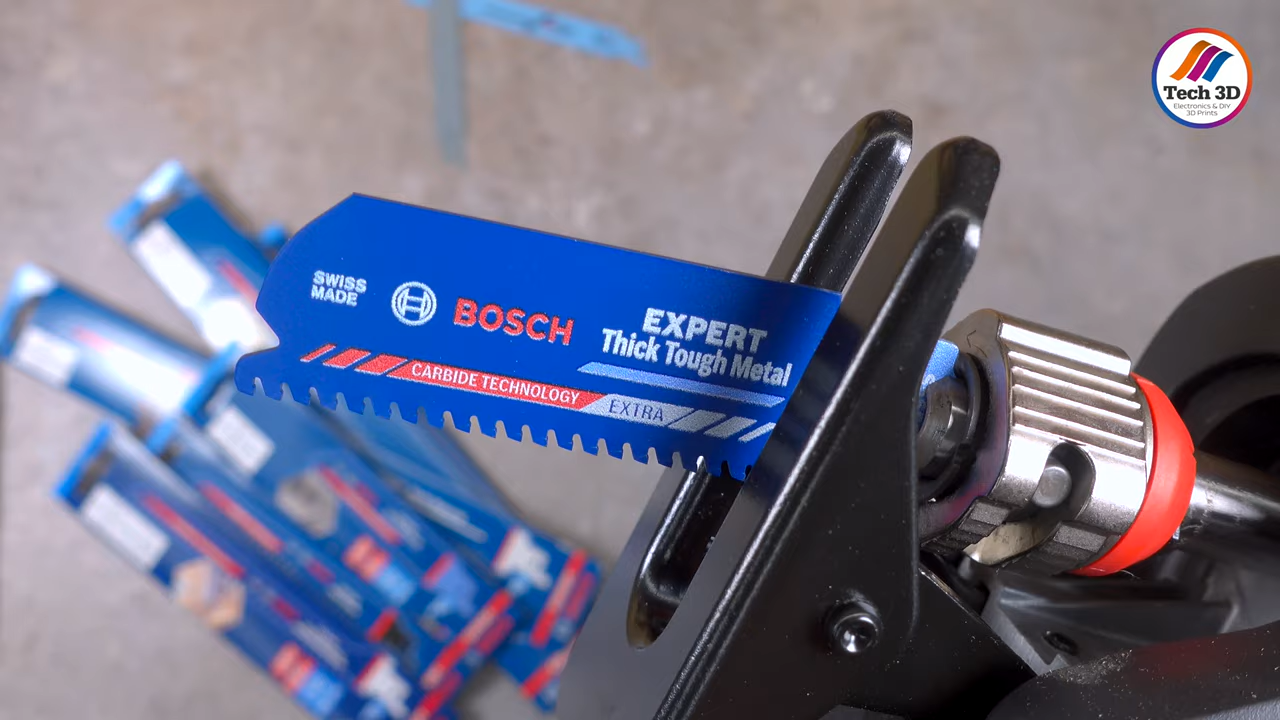 Tech 3D
Electronics & DIY
3D Prints
SWISS
MADE
BOSCH
EXPERT
Thick Tough Metal
CARBIDE TECHNOLOGY
EXTRA